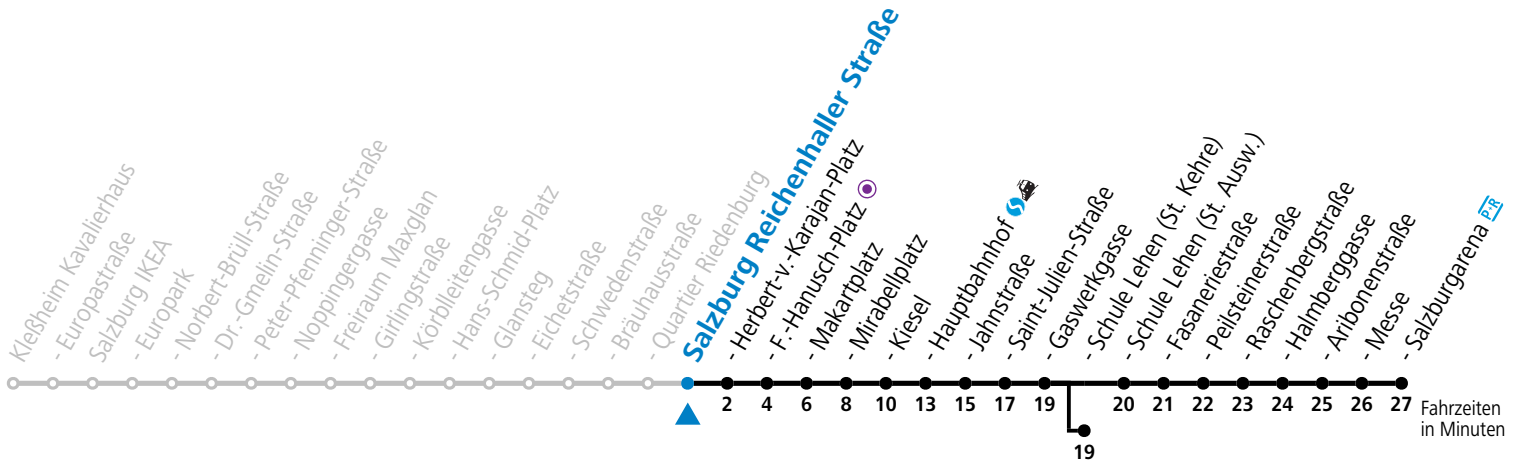 Kleßheim Kavalierhaus
- Europastraße
Salzburg IKEA
- Europark
- Norbert-Brüll-Straße
- Dr.-Gmelin-Straße
- Peter-Pfenninger-Straße
- Noppingergasse
- Freiraum Maxglan
- Girlingstraße
- Körblleitengasse
- Hans-Schmid-Platz
- Glansteg
- Eichetstraße
- Schwedenstraße
- Bräuhausstraße
- Quartier Riedenburg
Salzburg Reichenhaller Straße
- Herbert-v.-Karajan-Platz
- F.-Hanusch-Platz
- Makartplatz
- Mirabellplatz
- Kiesel
- Hauptbahnhof
- Jahnstraße
- Saint-Julien-Straße
- Gaswerkgasse
- Schule Lehen (St. Kehre)
- Schule Lehen (St. Ausw.)
- Fasaneriestraße
- Peilsteinerstraße
- Raschenbergstraße
- Halmberggasse
- Aribonenstraße
- Messe
- Salzburgarena P+R
2 4 6 8 10 13 15 17 19 20 21 22 23 24 25 26 27
19
Fahrzeiten
in Minuten